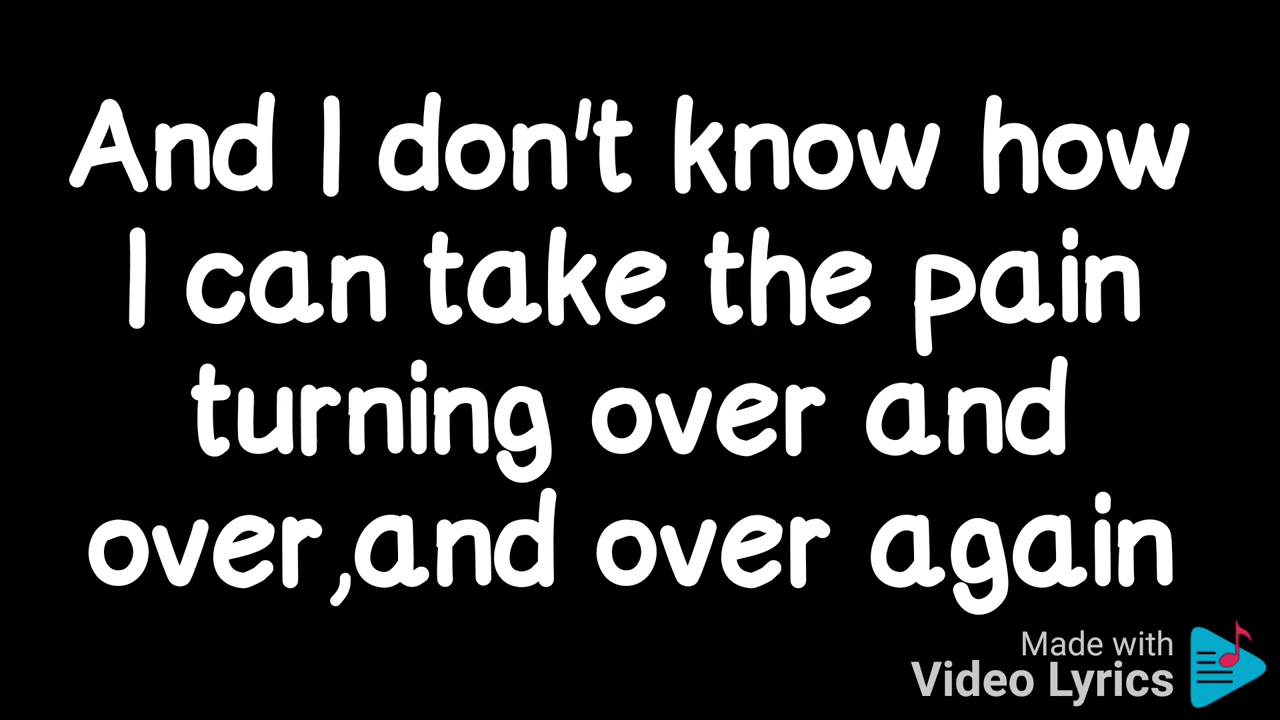 And I don't know how
I can take the pain
turning over and
over,and over again
Made with
Video Lyrics